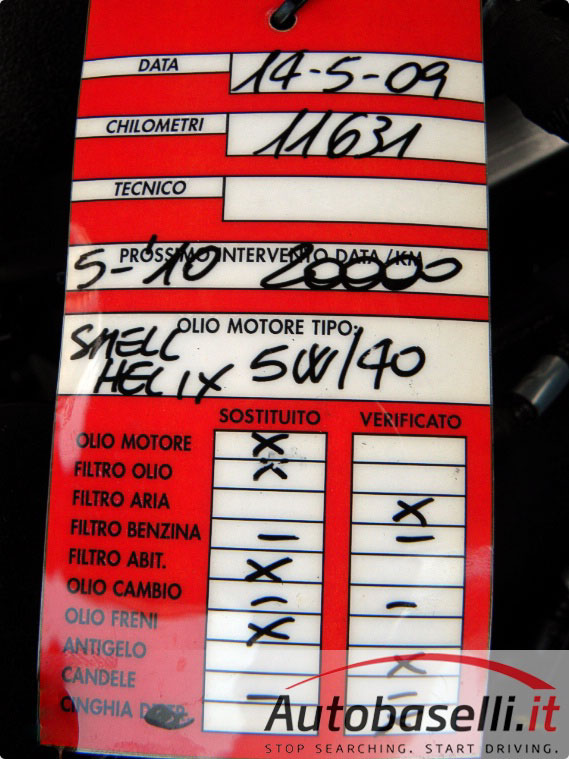 DATA 14-5-09
CHILOMETRI 11631
TECNICO
PROSSIMO INTERVENTO DATA/KM
5-'10 20000
OLIO MOTORE TIPO:
SHELL
HELIX 5W/40
SOSTITUITO VERIFICATO
OLIO MOTORE X
FILTRO OLIO X
FILTRO ARIA X
FILTRO BENZINA - -
FILTRO ABIT. X
OLIO CAMBIO - -
OLIO FRENI X
ANTIGELO X
CANDELE - -
CINGHIA
Autobaselli.it
STOP SEARCHING. START DRIVING.